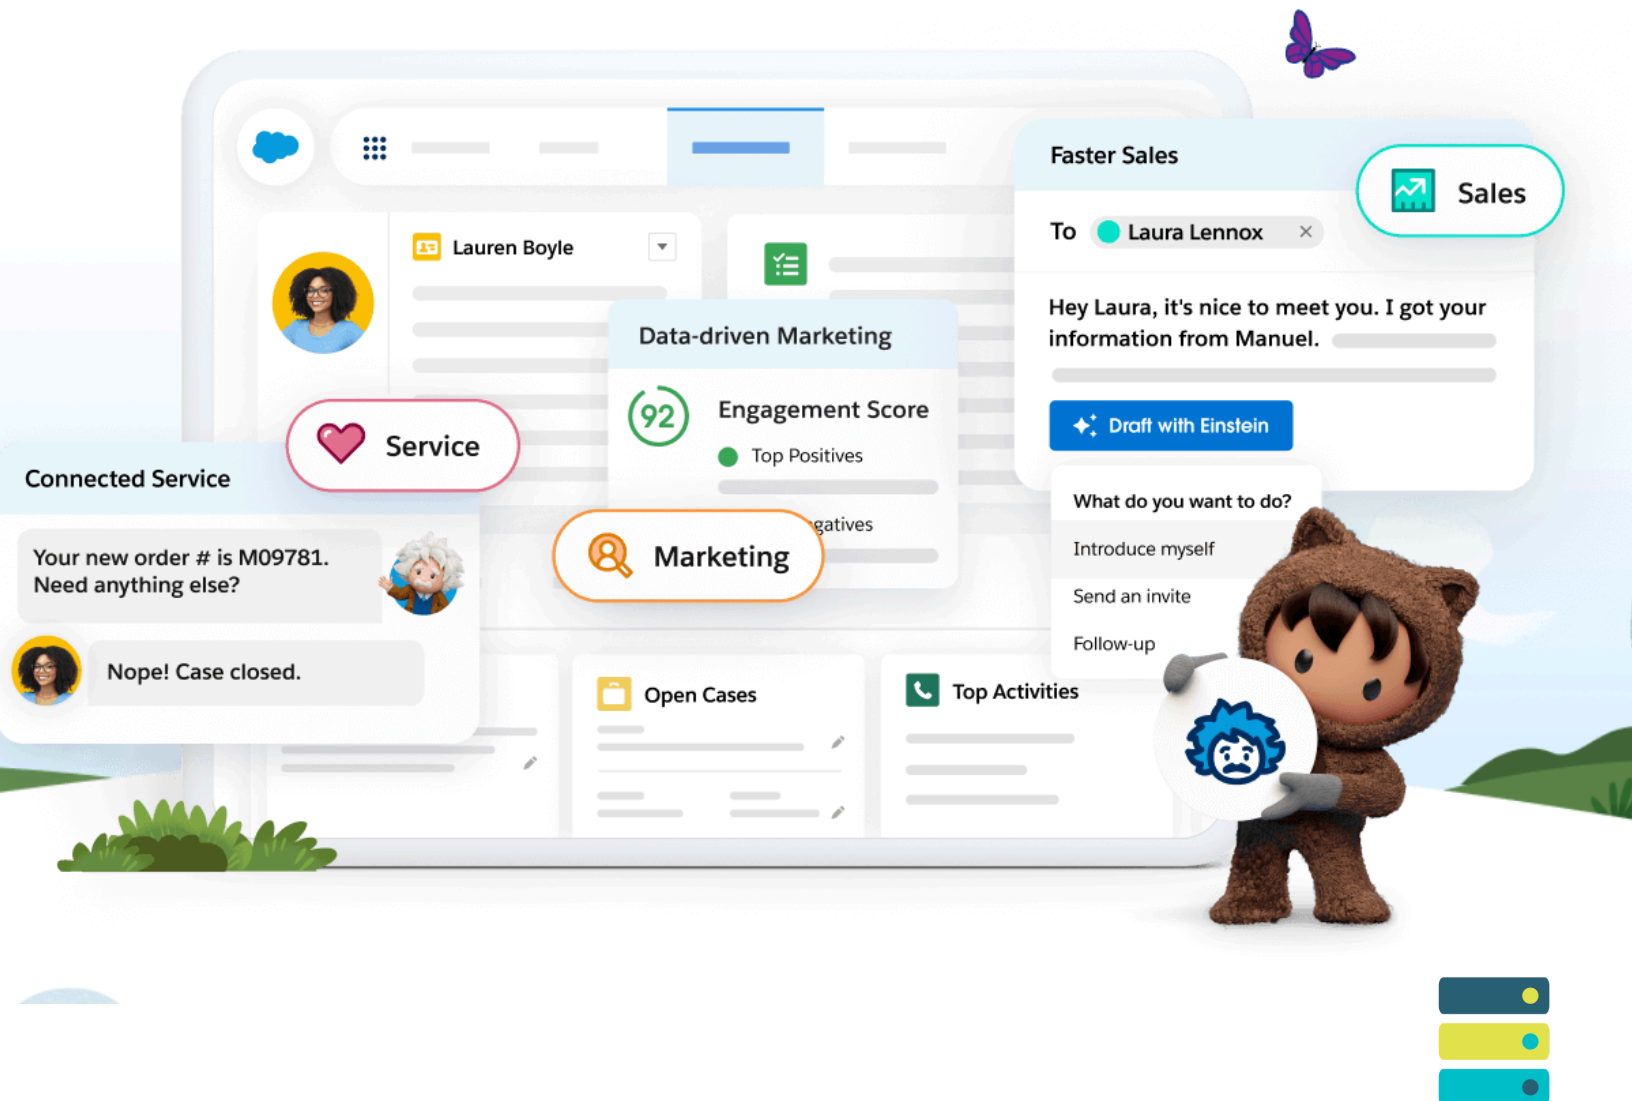 Faster Sales
Sales
To Laura Lennox
Hey Laura, it's nice to meet you. I got your
information from Manuel.
Draft with Einstein
What do you want to do?
Introduce myself
Send an invite
Follow-up
Lauren Boyle
Data-driven Marketing
92
Engagement Score
Top Positives
gatives
Marketing
Service
Connected Service
Your new order # is M09781.
Need anything else?
Nope! Case closed.
Open Cases
Top Activities